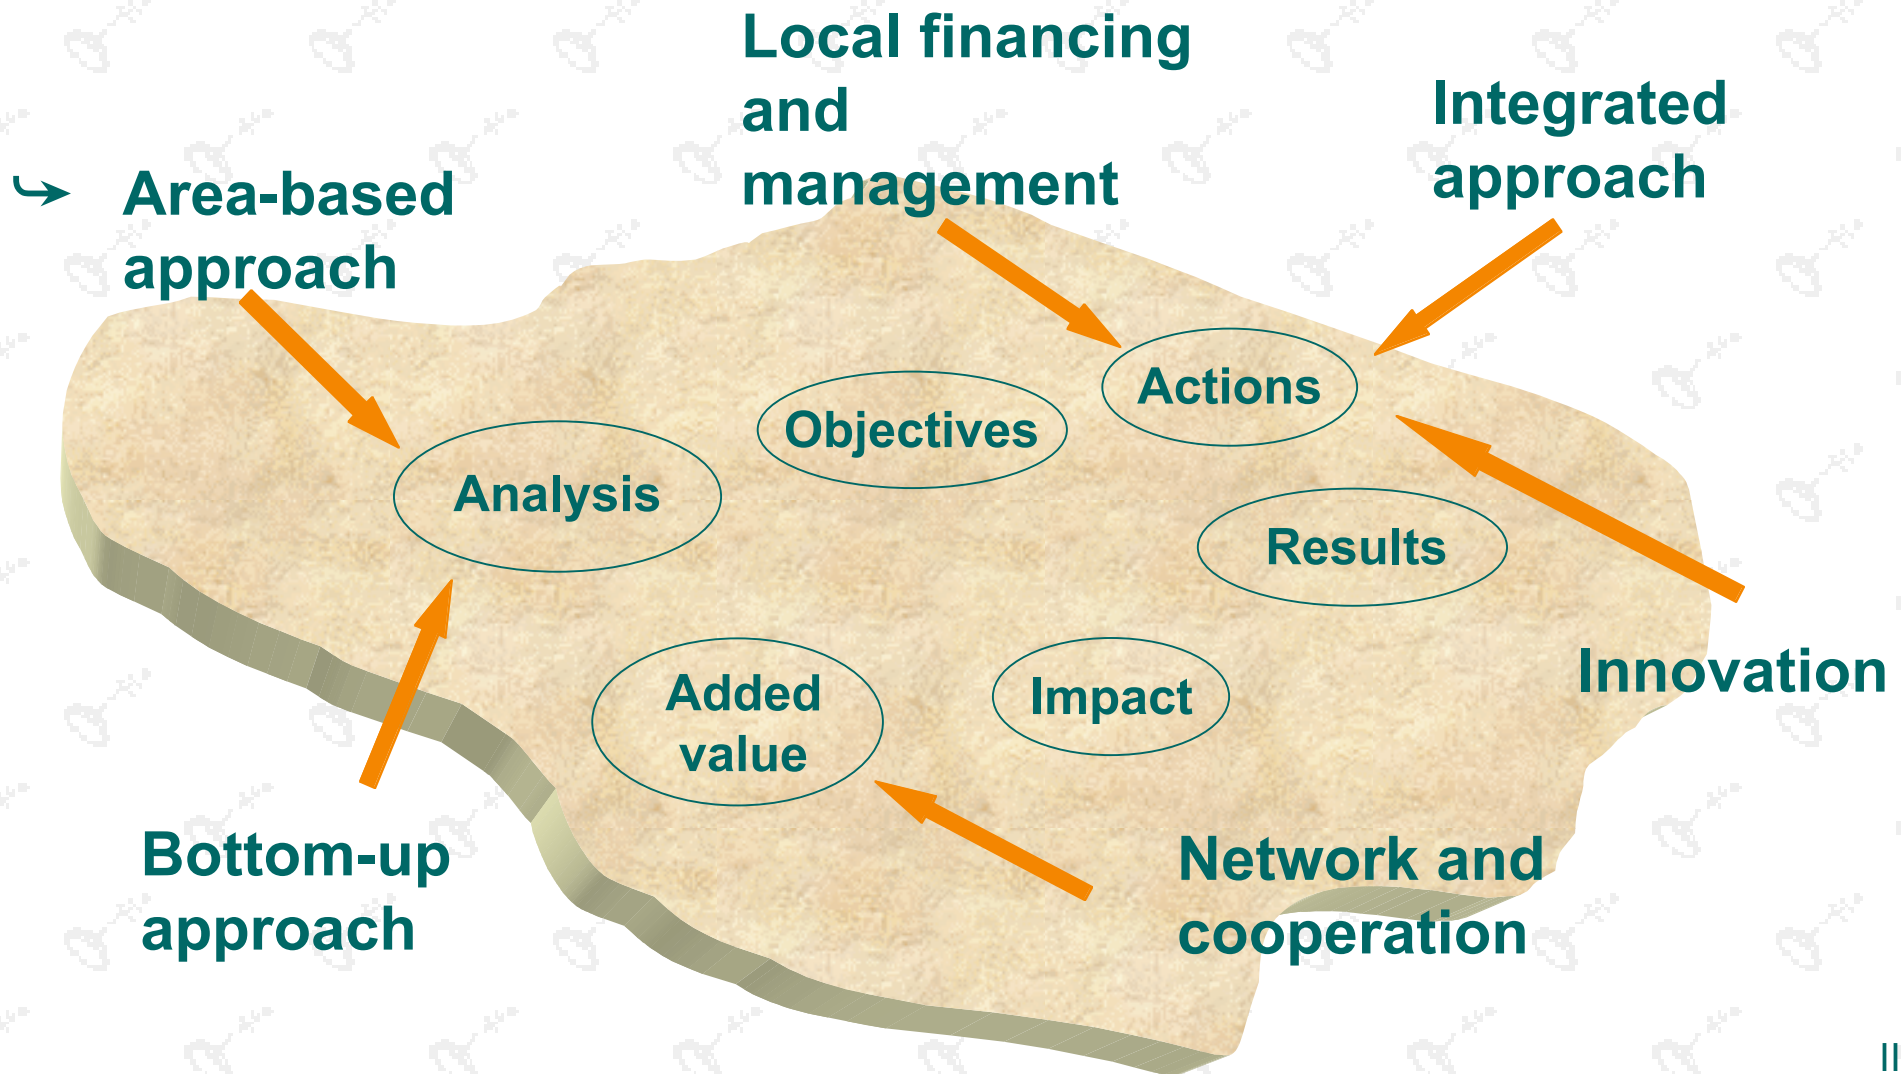 Local financing
and
management
Integrated
approach
Area-based
approach
Actions
Objectives
Analysis
Results
Innovation
Added
value
Impact
Bottom-up
approach
Network and
cooperation
II